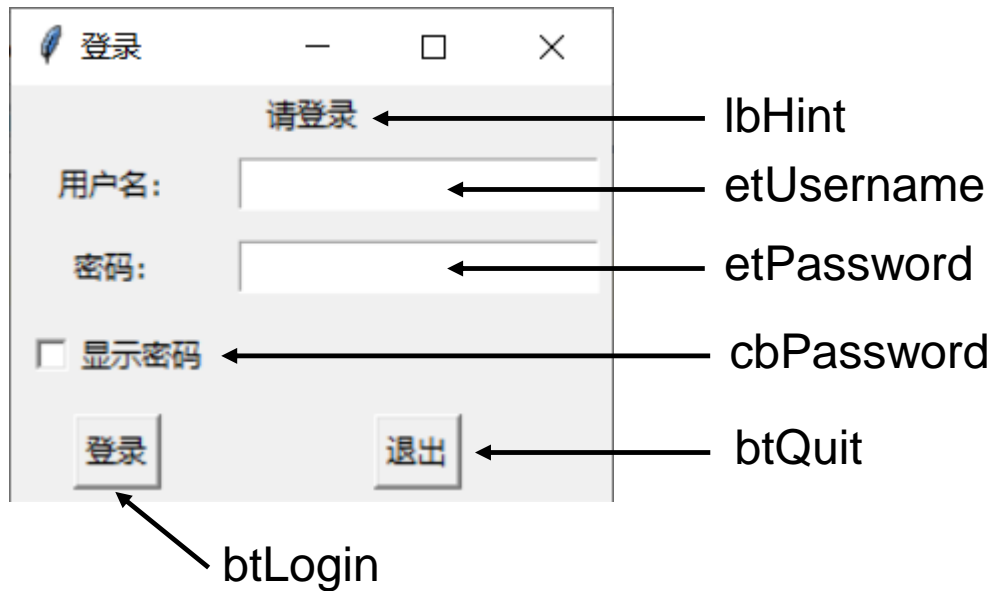 登录
请登录
lbHint
用户名：
etUsername
密码：
etPassword
显示密码
cbPassword
登录
退出
btQuit
btLogin